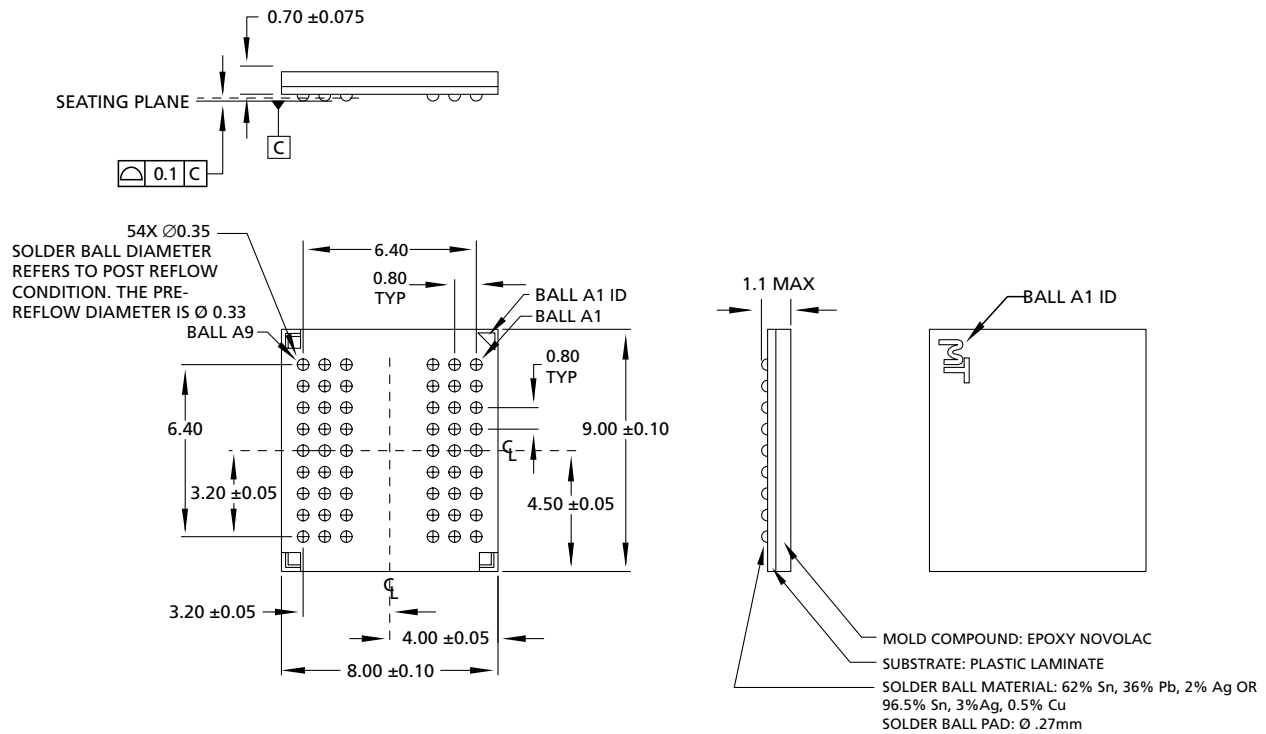 0.70 ±0.075
SEATING PLANE
C
0.1 C
54X Ø0.35
SOLDER BALL DIAMETER
REFERS TO POST REFLOW
CONDITION. THE PRE-
REFLOW DIAMETER IS Ø 0.33
BALL A9
6.40
0.80
TYP
BALL A1 ID
BALL A1
0.80
TYP
6.40
9.00 ±0.10
CL
3.20 ±0.05
4.50 ±0.05
CL
3.20 ±0.05
4.00 ±0.05
8.00 ±0.10
1.1 MAX
BALL A1 ID
MT
MOLD COMPOUND: EPOXY NOVOLAC
SUBSTRATE: PLASTIC LAMINATE
SOLDER BALL MATERIAL: 62% Sn, 36% Pb, 2% Ag OR
96.5% Sn, 3%Ag, 0.5% Cu
SOLDER BALL PAD: Ø .27mm